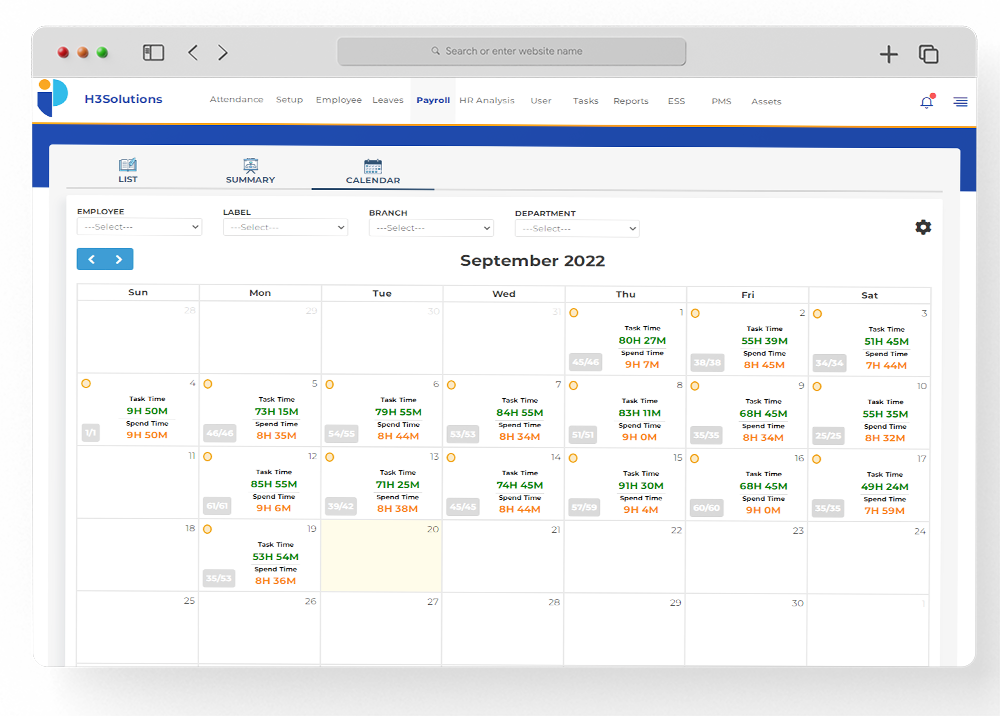 Search or enter website name
H3Solutions Attendance Setup Employee Leaves Payroll HR Analysis User Tasks Reports ESS PMS Assets
LIST SUMMARY CALENDAR
EMPLOYEE LABEL BRANCH DEPARTMENT
---Select--- ---Select--- ---Select--- ---Select---
September 2022
Sun Mon Tue Wed Thu Fri Sat
28 29 30 31 1 2 3
Task Time Task Time Task Time
80H 27M 55H 39M 51H 45M
Spend Time Spend Time Spend Time
45/46 9H 7M 38/38 8H 45M 34/34 7H 44M
4 5 6 7 8 9 10
Task Time Task Time Task Time Task Time Task Time Task Time Task Time
9H 50M 73H 15M 79H 55M 84H 55M 83H 11M 68H 45M 55H 35M
Spend Time Spend Time Spend Time Spend Time Spend Time Spend Time Spend Time
1/1 9H 50M 46/46 8H 35M 54/55 8H 44M 53/53 8H 34M 51/51 9H 0M 35/35 8H 34M 25/25 8H 32M
11 12 13 14 15 16 17
Task Time Task Time Task Time Task Time Task Time Task Time
85H 55M 71H 25M 74H 45M 91H 30M 68H 45M 49H 24M
Spend Time Spend Time Spend Time Spend Time Spend Time Spend Time
61/61 9H 6M 39/42 8H 38M 45/45 8H 44M 57/59 9H 4M 60/60 9H 0M 35/35 7H 59M
18 19 20 21 22 23 24
Task Time
53H 54M
Spend Time
35/53 8H 36M
25 26 27 28 29 30 1